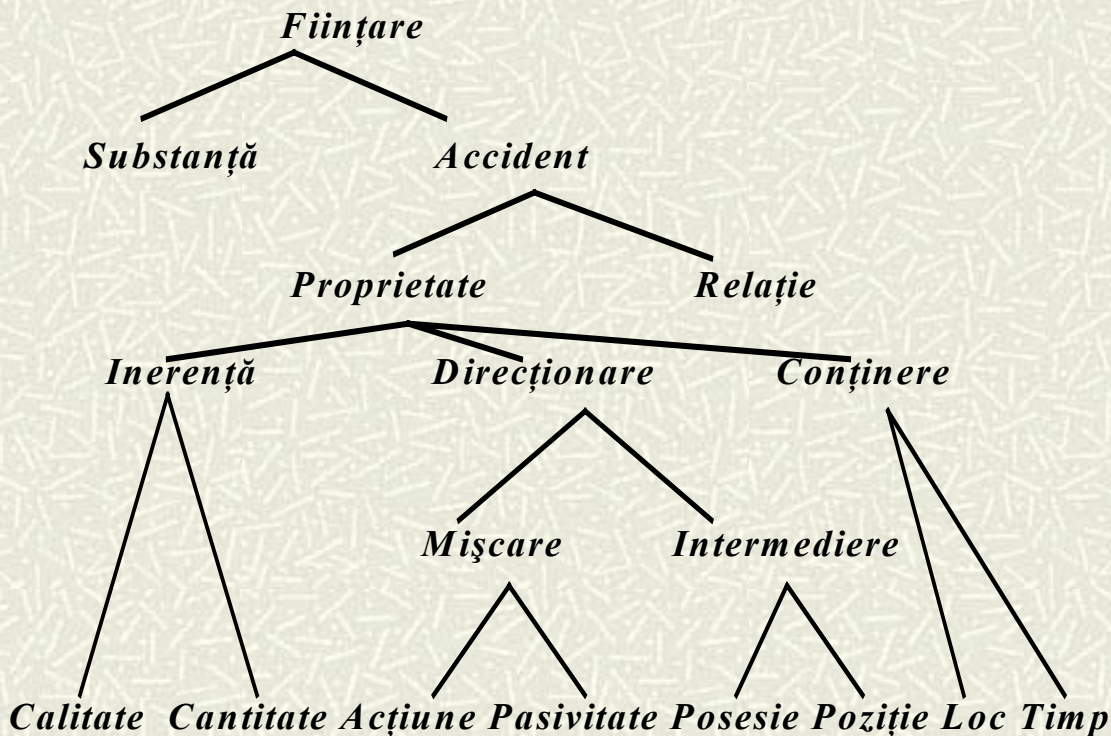 Ființare
Substanță Accident
Proprietate Relație
Inerență Direcționare Conținere
Mişcare Intermediere
Calitate Cantitate Acțiune Pasivitate Posesie Poziție Loc Timp